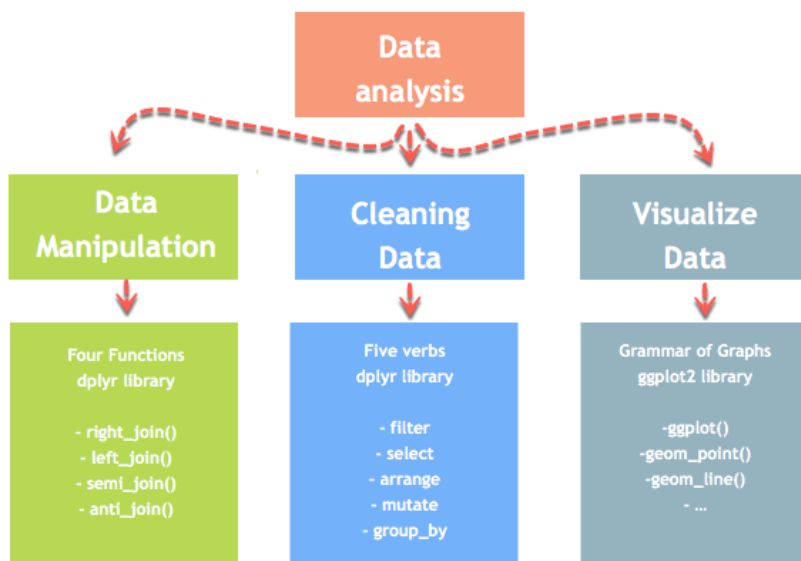 Data
analysis
Data
Manipulation
Cleaning
Data
Visualize
Data
Four Functions
dplyr library
- right_join()
- left_join()
- semi_join()
- anti_join()
Five verbs
dplyr library
- filter
- select
- arrange
- mutate
- group_by
Grammar of Graphs
ggplot2 library
-ggplot()
-geom_point()
-geom_line()
- ...